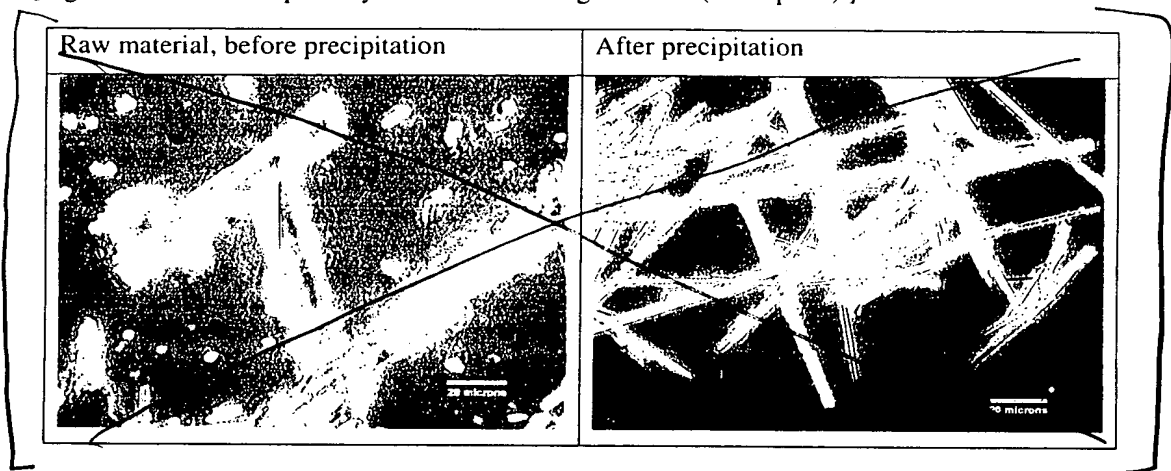 Raw material, before precipitation
After precipitation
20 microns
20 microns